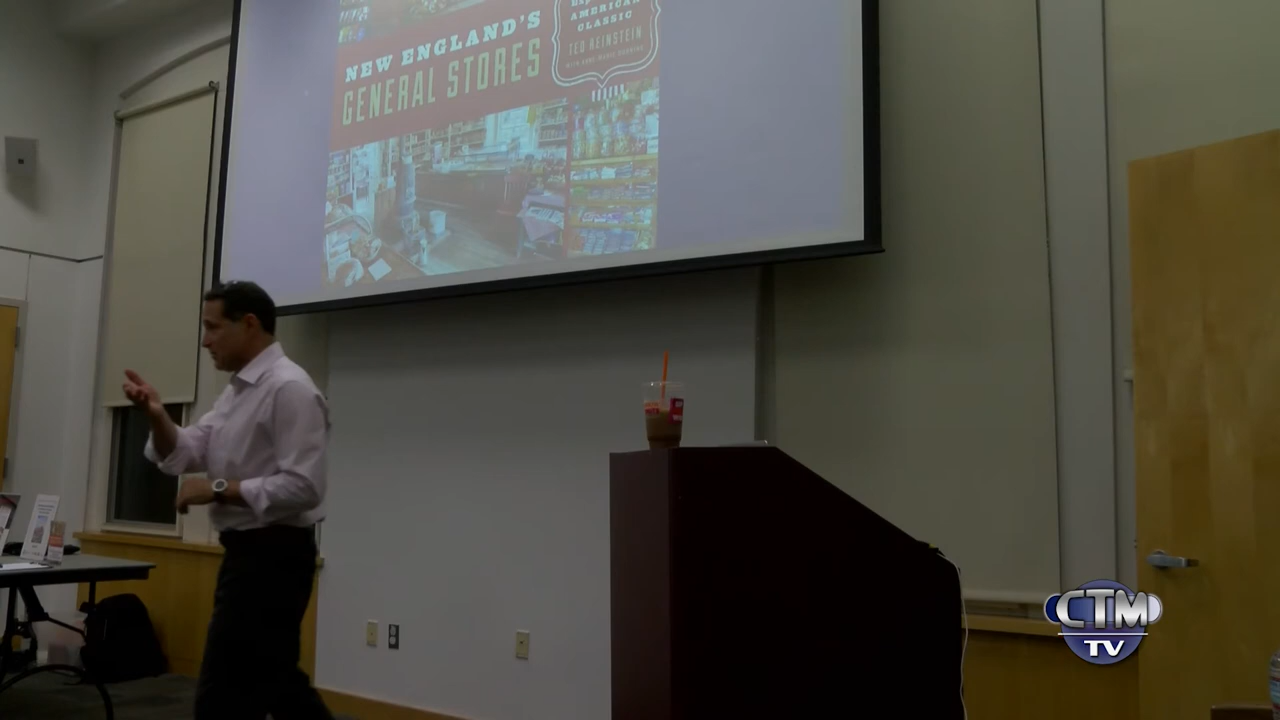 AMERICAN
CLASSIC
TED REINSTEIN
NEW ENGLAND'S
GENERAL STORES
CTM
TV